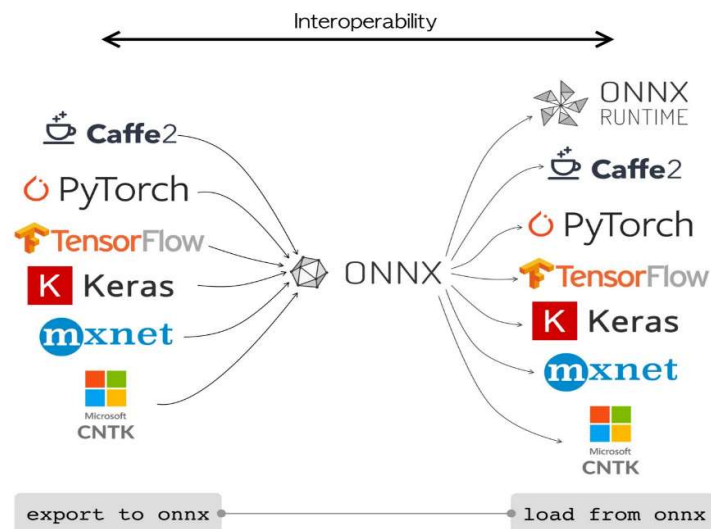 Interoperability
Caffe2
PyTorch
TensorFlow
K Keras
mxnet
Microsoft
CNTK
ONNX
ONNX
RUNTIME
Caffe2
PyTorch
TensorFlow
K Keras
mxnet
Microsoft
CNTK
export to onnx
load from onnx